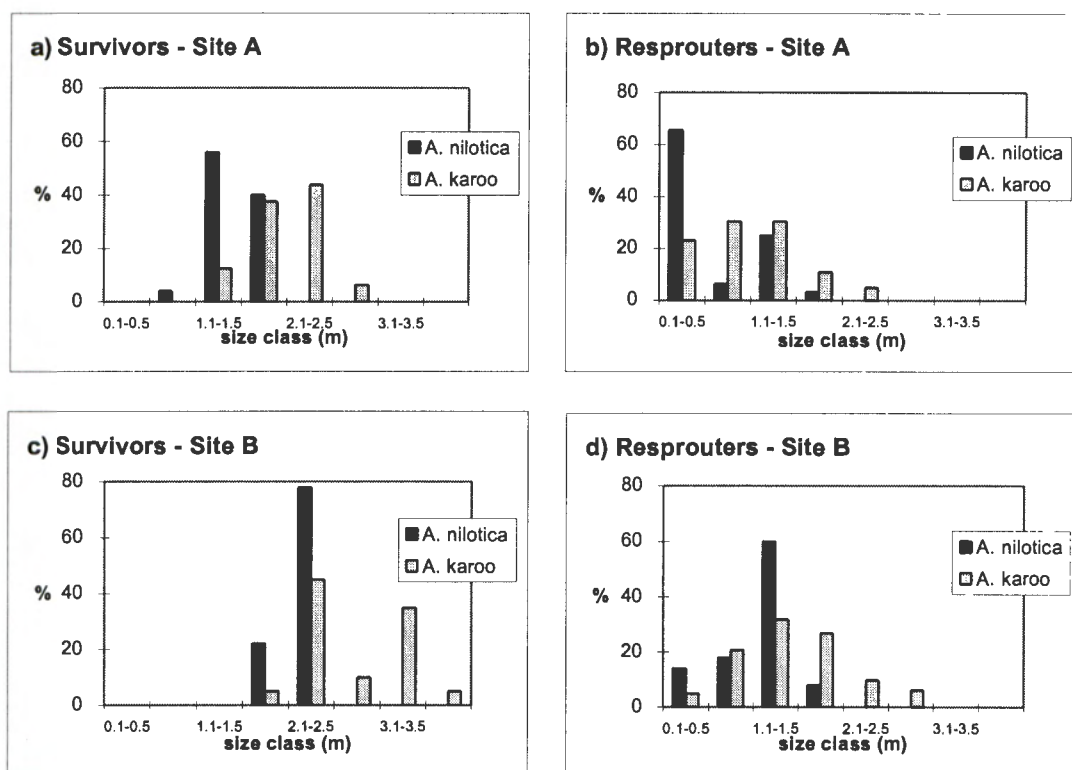 a) Survivors - Site A
80
60
40
20
0
%
A. nilotica
A. karoo
0.1-0.5 1.1-1.5 2.1-2.5 3.1-3.5
size class (m)
b) Resprouters - Site A
80
60
40
20
0
%
A. nilotica
A. karoo
0.1-0.5 1.1-1.5 2.1-2.5 3.1-3.5
size class (m)
c) Survivors - Site B
80
60
40
20
0
%
A. nilotica
A. karoo
0.1-0.5 1.1-1.5 2.1-2.5 3.1-3.5
size class (m)
d) Resprouters - Site B
80
60
40
20
0
%
A. nilotica
A. karoo
0.1-0.5 1.1-1.5 2.1-2.5 3.1-3.5
size class (m)